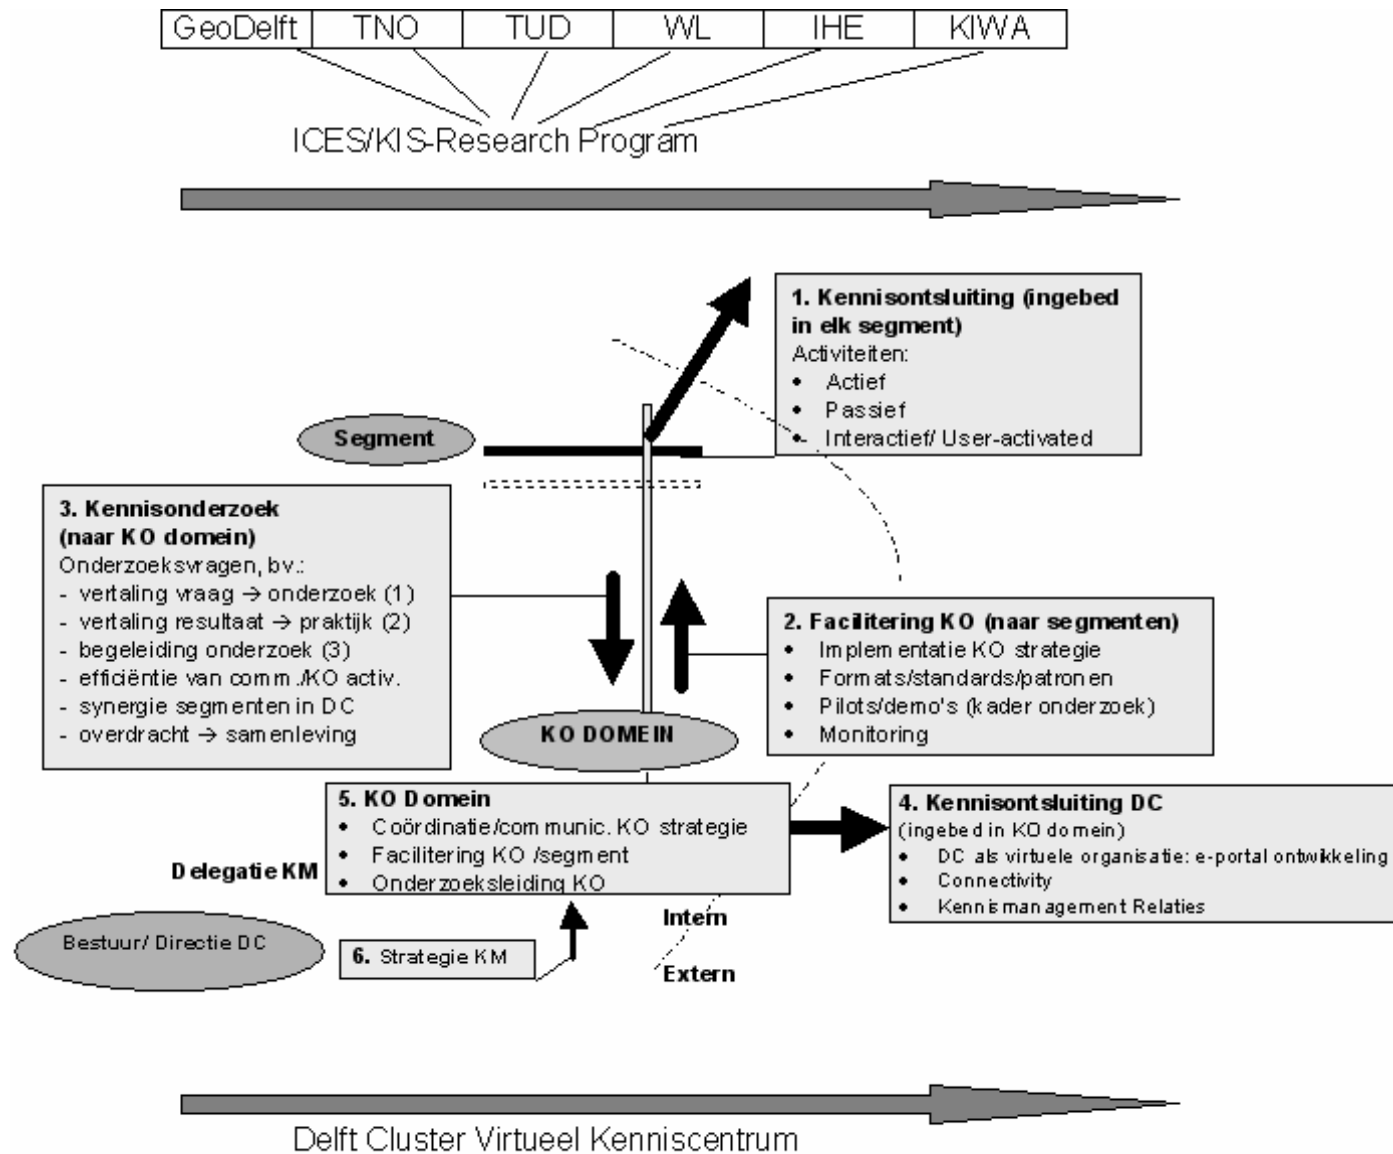 GeoDelft TNO TUD WL IHE KIWA
ICES/KIS-Research Program
1. Kennisontsluiting (ingebed
in elk segment)
Activiteiten:
• Actief
• Passief
• Interactief/ User-activated
Segment
3. Kennisonderzoek
(naar KO domein)
Onderzoeksvragen, bv.:
- vertaling vraag → onderzoek (1)
- vertaling resultaat → praktijk (2)
- begeleiding onderzoek (3)
- efficiëntie van comm./KO activ.
- synergie segmenten in DC
- overdracht → samenleving
2. Facilitering KO (naar segmenten)
• Implementatie KO strategie
• Formats/standards/patronen
• Pilots/demo's (kader onderzoek)
• Monitoring
KO DOMEIN
5. KO Domein
• Coördinatie/communic. KO strategie
• Facilitering KO /segment
• Onderzoeksleiding KO
4. Kennisontsluiting DC
(ingebed in KO domein)
• DC als virtuele organisatie: e-portal ontwikkeling
• Connectivity
• Kennismanagement Relaties
Delegatie KM
Bestuur/ Directie DC
6. Strategie KM
Intern
Extern
Delft Cluster Virtueel Kenniscentrum